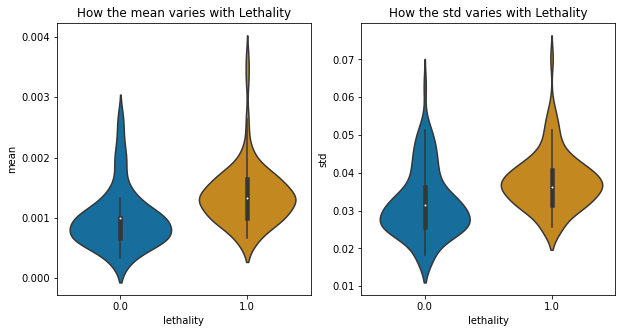 How the mean varies with Lethality
How the std varies with Lethality
0.004
0.003
0.002
0.001
0.000
mean
0.0
1.0
lethality
0.07
0.06
0.05
0.04
0.03
0.02
0.01
std
0.0
1.0
lethality